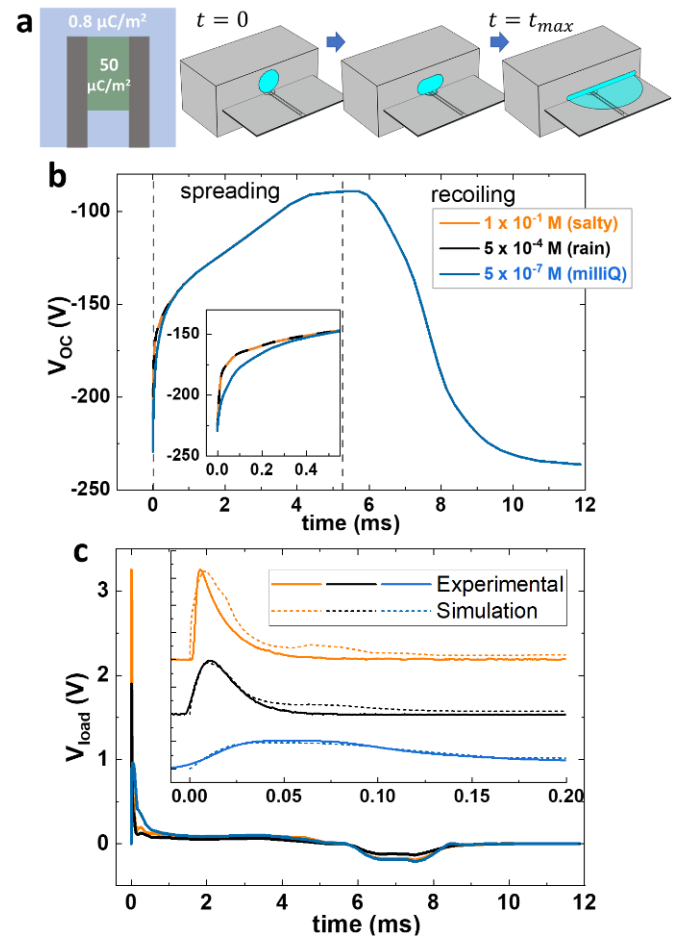 a
0.8 µC/m²
50
µC/m²
t = 0
t = t_max
b
spreading
recoiling
1 x 10⁻¹ M (salty)
5 x 10⁻⁴ M (rain)
5 x 10⁻⁷ (milliQ)
V_OC (V)
-100
-150
-200
-250
-150
-200
-250
0.0 0.2 0.4
0 2 4 6 8 10 12
time (ms)
c
Experimental
Simulation
V_load (V)
3
2
1
0
0.00 0.05 0.10 0.15 0.20
0 2 4 6 8 10 12
time (ms)